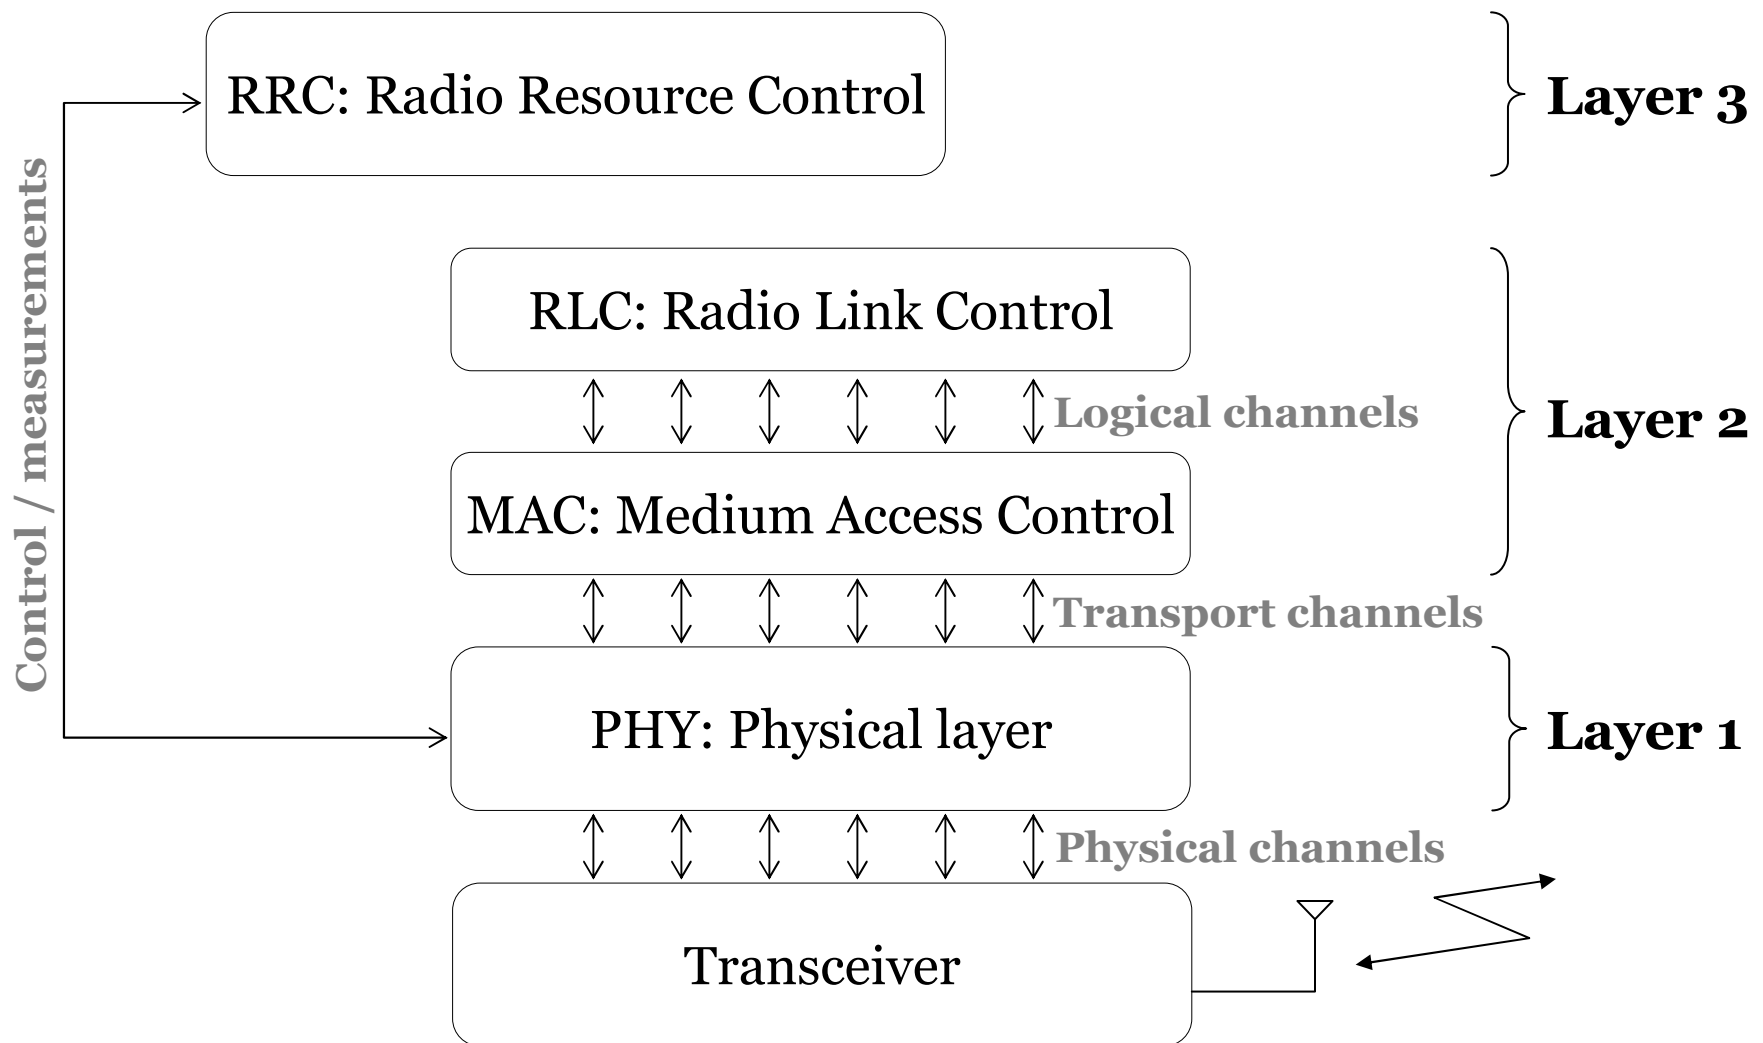 RRC: Radio Resource Control
Layer 3
Control / measurements
RLC: Radio Link Control
Logical channels
Layer 2
MAC: Medium Access Control
Transport channels
PHY: Physical layer
Layer 1
Physical channels
Transceiver